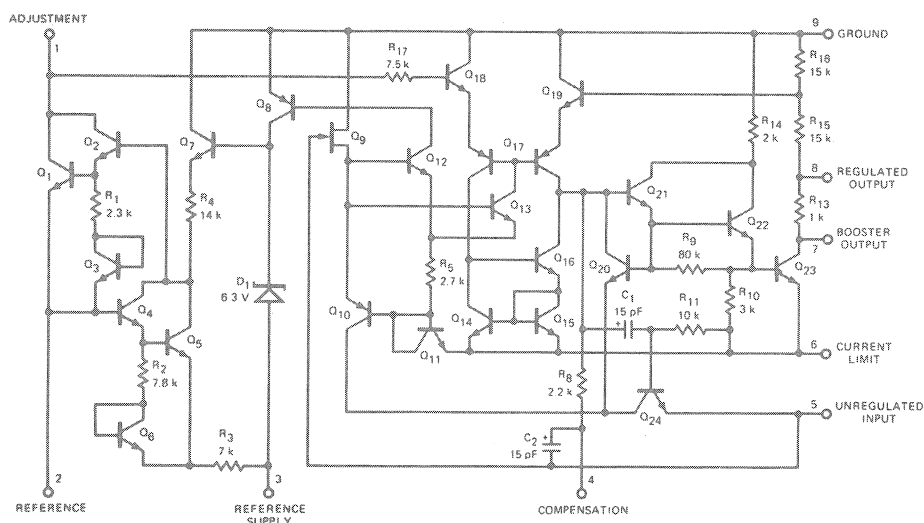 ADJUSTMENT
1
9
GROUND
R17
7.5 k
Q18
R16
15 k
Q8
Q19
Q2
Q7
Q9
Q12
Q17
R14
2 k
R15
15 k
8
REGULATED
OUTPUT
Q1
R1
2.3 k
R4
14 k
Q13
Q21
Q22
R13
1 k
7
BOOSTER
OUTPUT
Q3
D1
6.3 V
R5
2.7 k
Q16
Q20
R9
80 k
Q23
Q4
Q5
Q10
Q14
Q15
C1
15 pF
R11
10 k
R10
3 k
Q11
6
CURRENT
LIMIT
R2
7.8 k
R8
2.2 k
Q24
5
UNREGULATED
INPUT
Q6
R3
7 k
C2
15 pF
2
3
4
REFERENCE
REFERENCE
SUPPLY
COMPENSATION